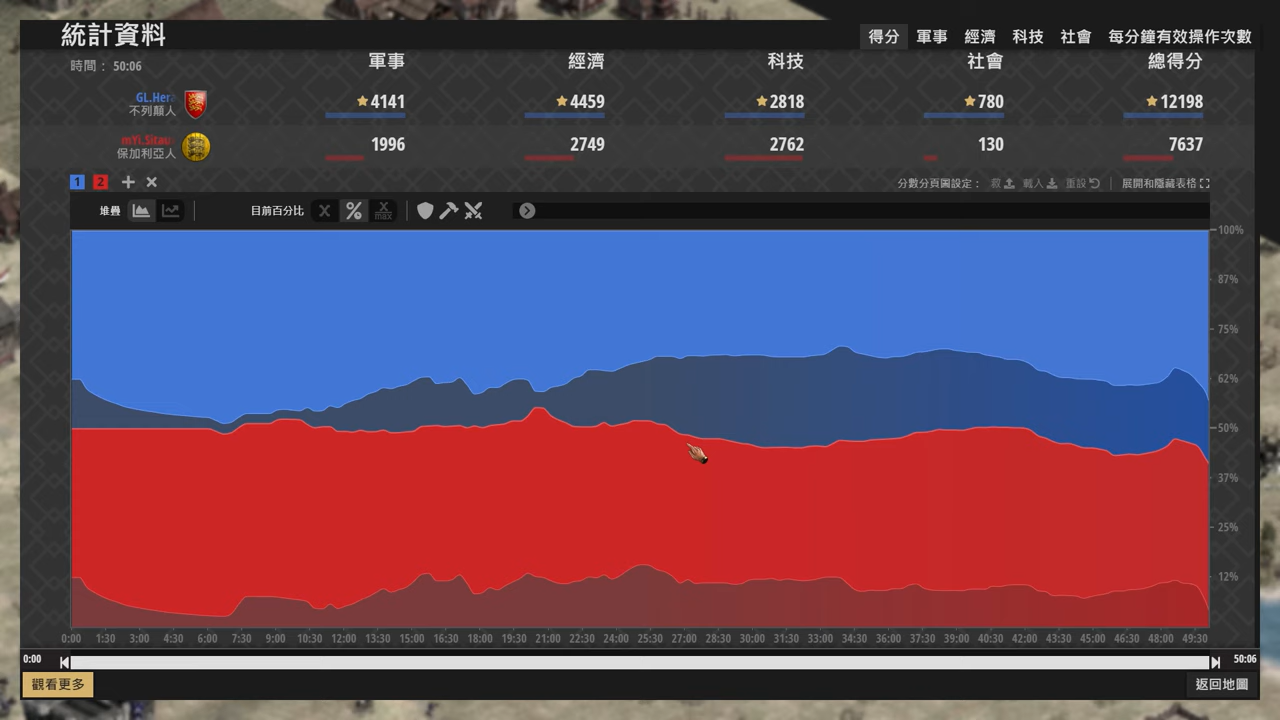 統計資料
得分 軍事 經濟 科技 社會 每分鐘有效操作次數
時間： 50:06
軍事 經濟 科技 社會 總得分
GL.Hera
不列顛人
4141 4459 2818 780 12198
保加利亞人
1996 2749 2762 130 7637
1 2
分數分頁圖設定： 載入 重設 展開和隱藏表格
堆疊 目前百分比 X % X max
100%
87%
75%
62%
50%
37%
25%
12%
0:00 1:30 3:00 4:30 6:00 7:30 9:00 10:30 12:00 13:30 15:00 16:30 18:00 19:30 21:00 22:30 24:00 25:30 27:00 28:30 30:00 31:30 33:00 34:30 36:00 37:30 39:00 40:30 42:00 43:30 45:00 46:30 48:00 49:30
0:00 50:06
觀看更多 返回地圖